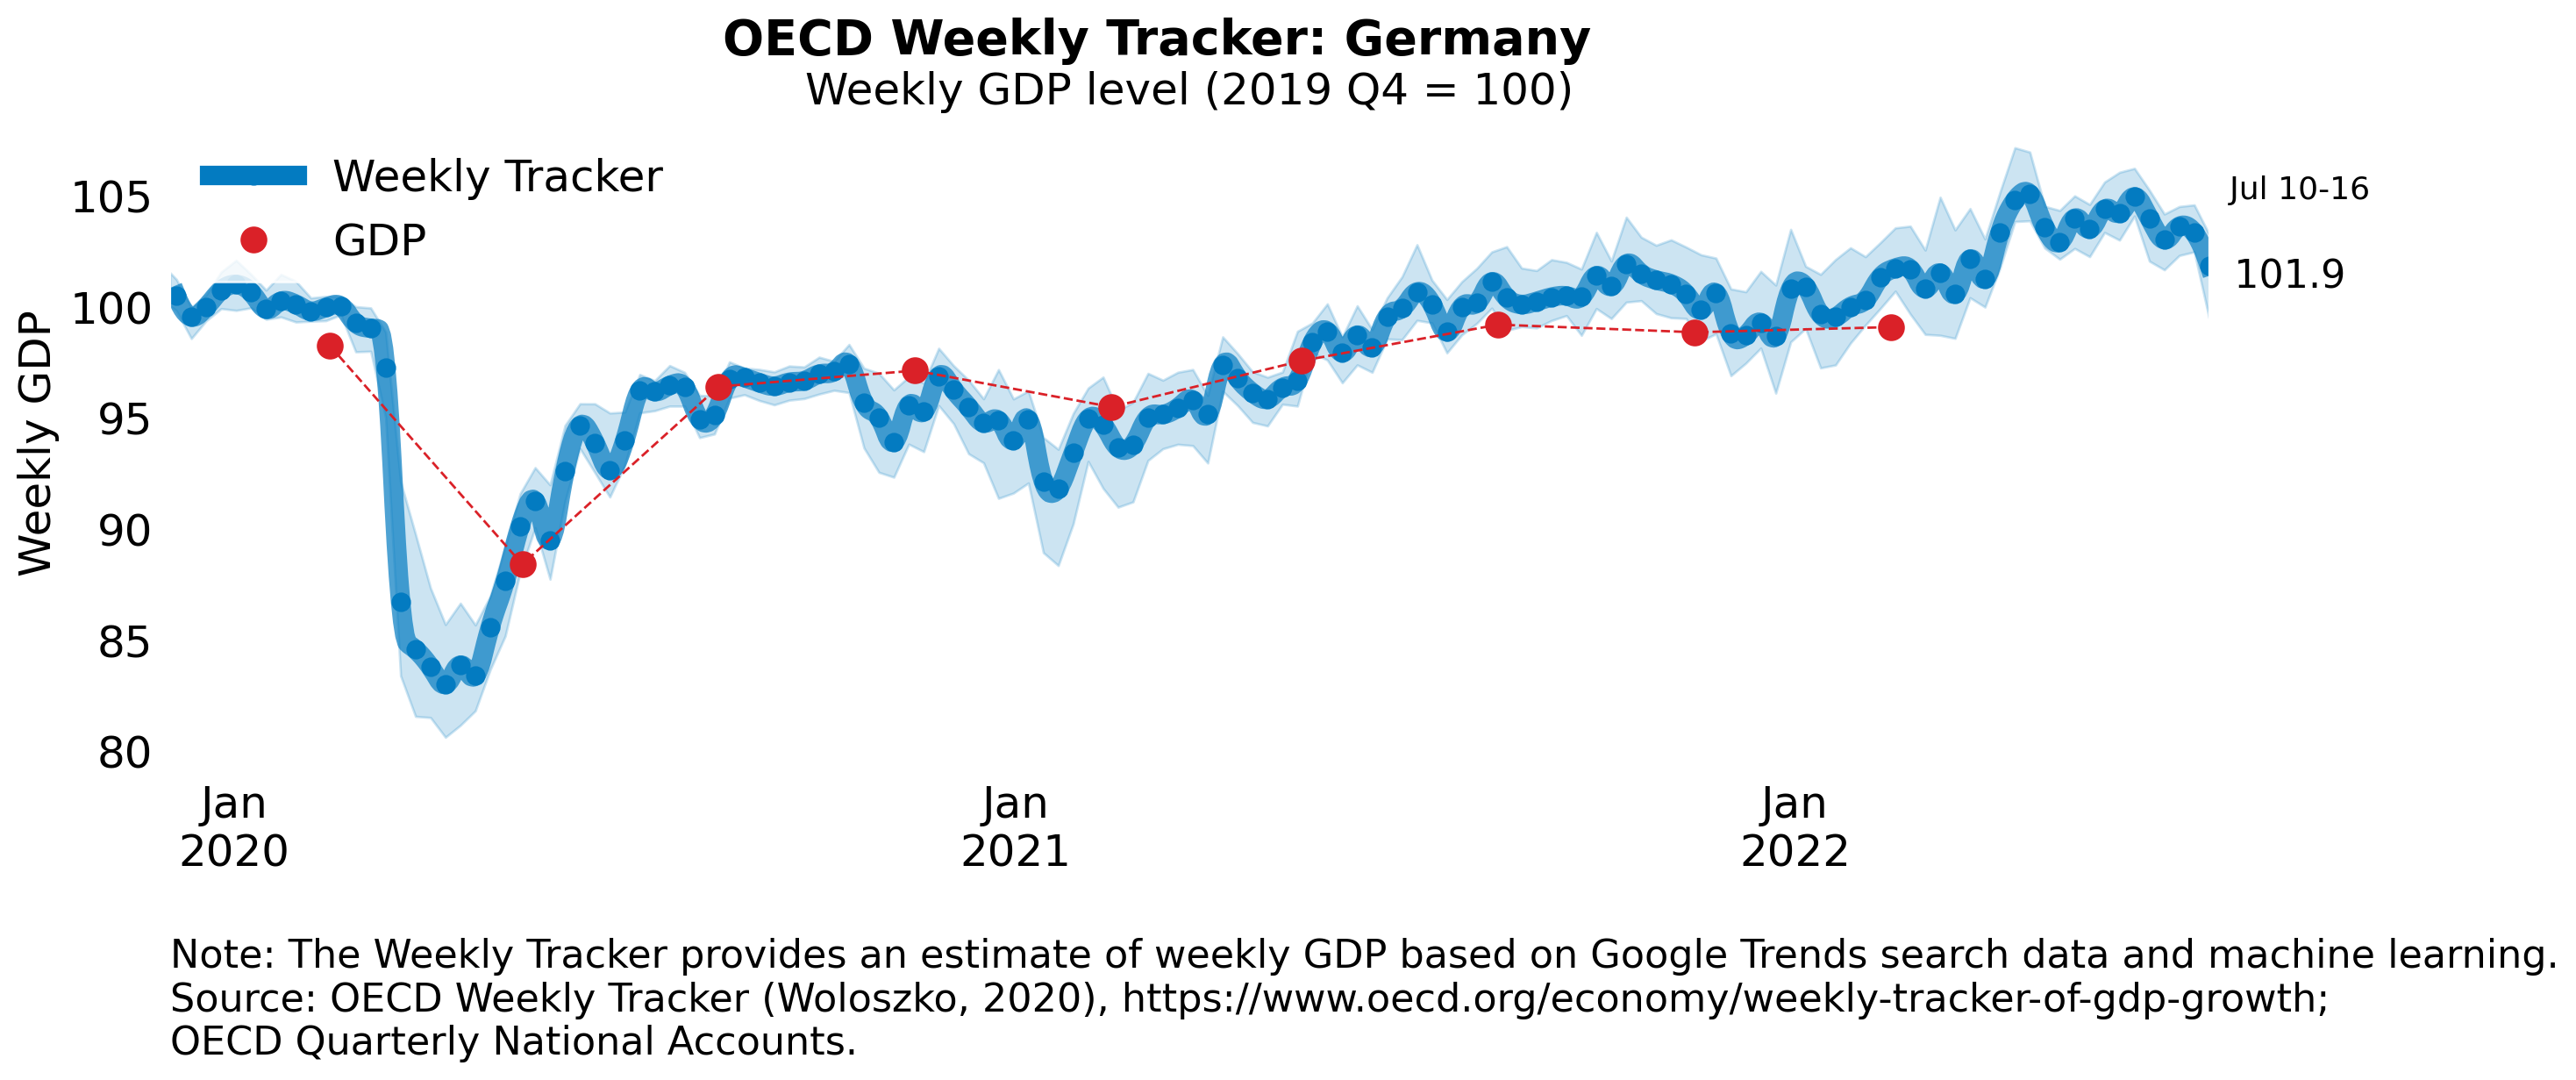 OECD Weekly Tracker: Germany
Weekly GDP level (2019 Q4 = 100)
Weekly Tracker
GDP
Weekly GDP
105
100
95
90
85
80
Jul 10-16
101.9
Jan
2020
Jan
2021
Jan
2022
Note: The Weekly Tracker provides an estimate of weekly GDP based on Google Trends search data and machine learning.
Source: OECD Weekly Tracker (Woloszko, 2020), https://www.oecd.org/economy/weekly-tracker-of-gdp-growth;
OECD Quarterly National Accounts.